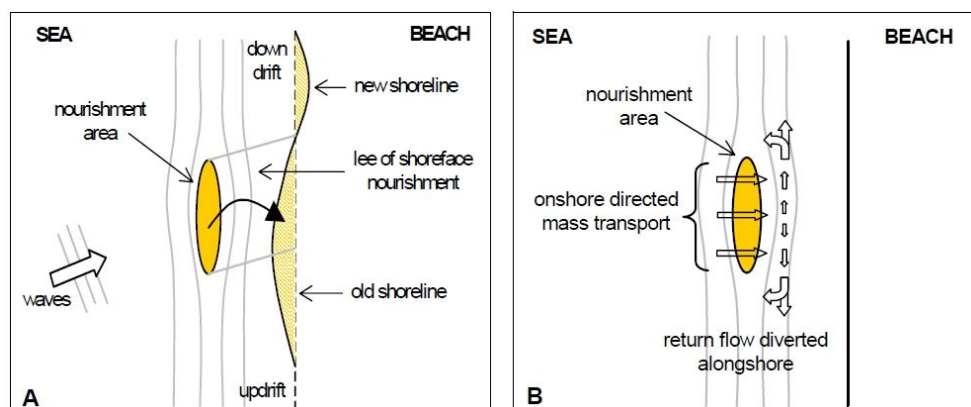 SEA
BEACH
down
drift
new shoreline
nourishment
area
lee of shoreface
nourishment
waves
old shoreline
updrift
A
SEA
BEACH
nourishment
area
onshore directed
mass transport
return flow diverted
alongshore
B